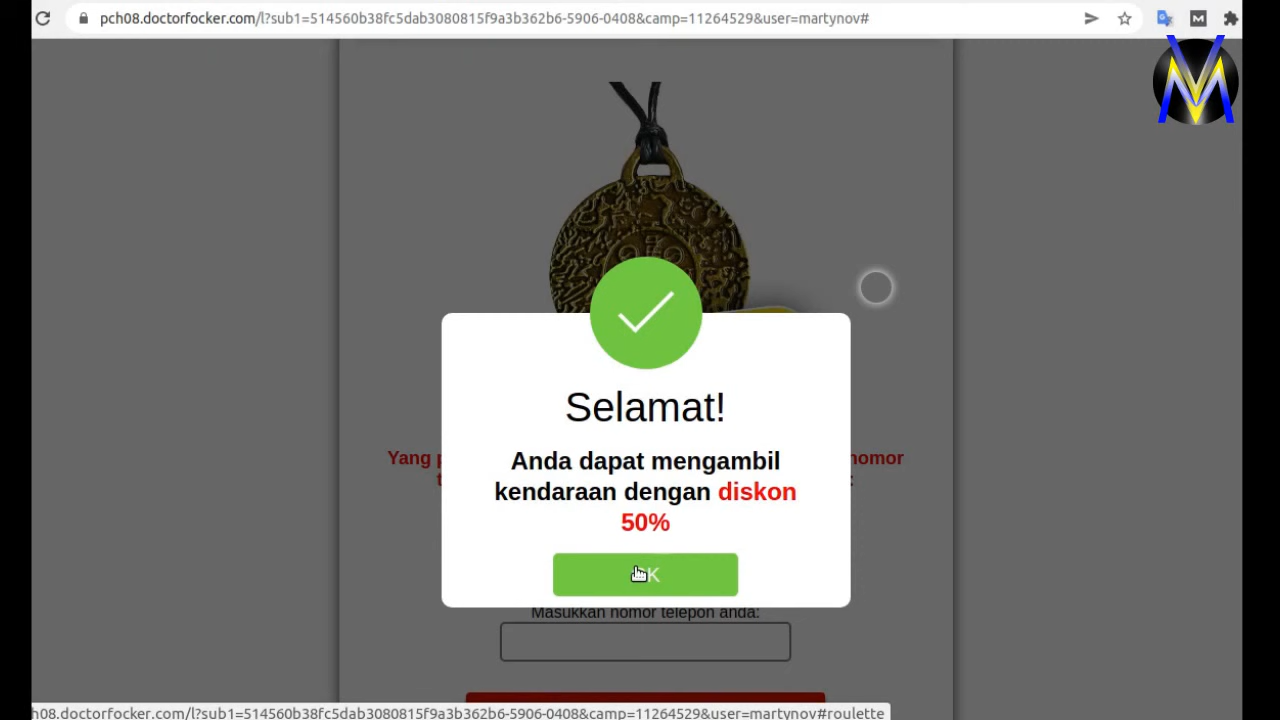 pch08.doctorfocker.com/l?sub1=514560b38fc5dab3080815f9a3b362b6-5906-0408&camp=11264529&user=martynov#
Selamat!
Yang
nomor
Anda dapat mengambil
kendaraan dengan diskon
50%
OK
Masukkan nomor telepon anda:
h08.doctorfocker.com/l?sub1=514560b38fc5dab3080815f9a3b362b6-5906-0408&camp=11264529&user=martynov#roulette